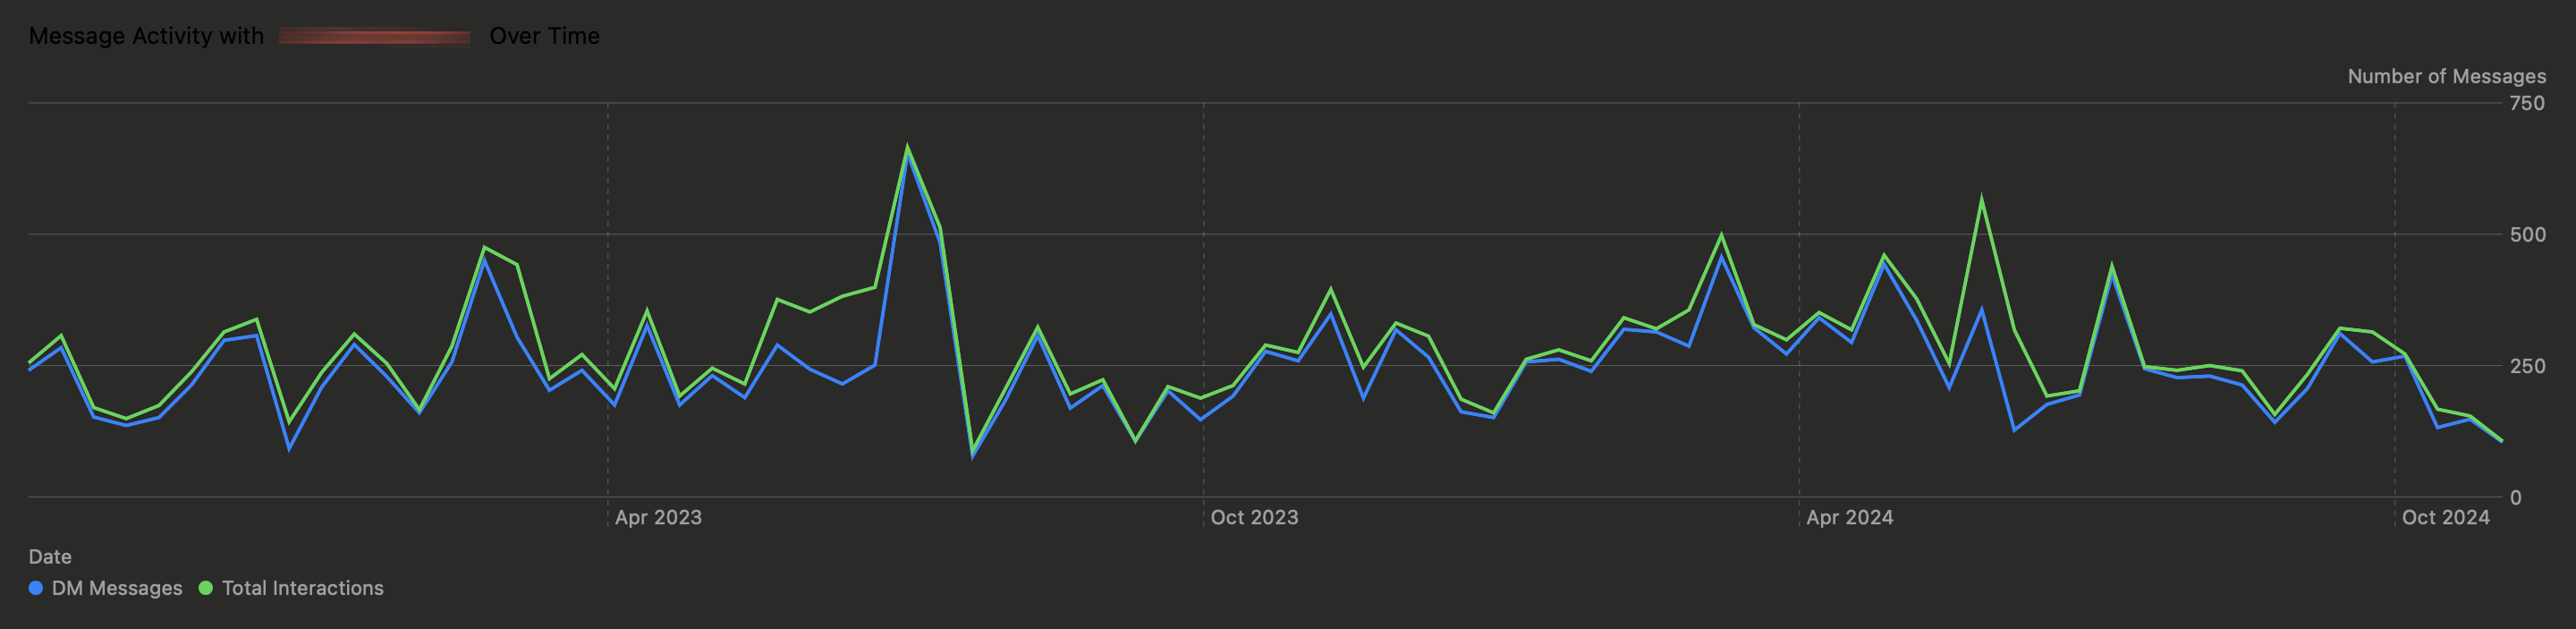 Message Activity with Over Time
Number of Messages
750
500
250
0
Apr 2023 Oct 2023 Apr 2024 Oct 2024
Date
DM Messages Total Interactions